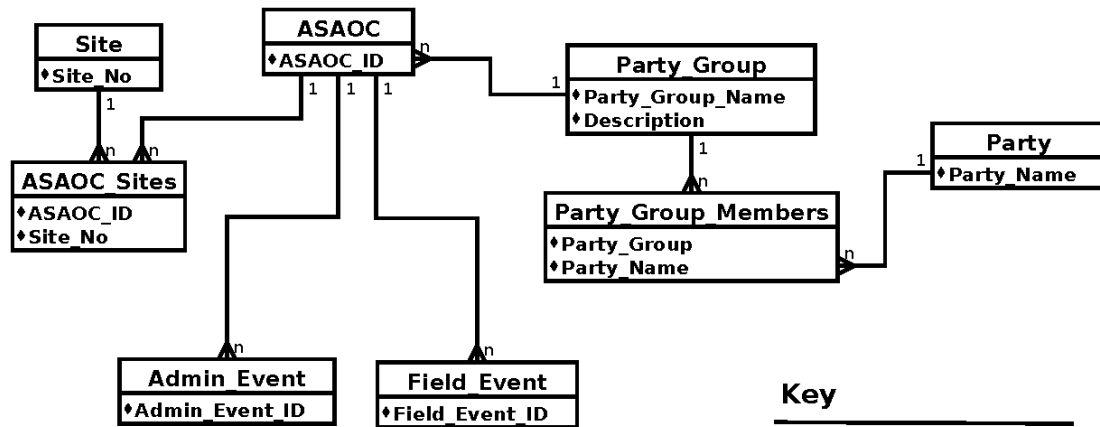 Site
♦Site_No
1
n
ASAOC
♦ASAOC_ID
1
1
1
n
n
ASAOC_Sites
♦ASAOC_ID
♦Site_No
1
Party_Group
♦Party_Group_Name
♦Description
1
n
Party_Group_Members
♦Party_Group
♦Party_Name
n
1
Party
♦Party_Name
n
Admin_Event
♦Admin_Event_ID
n
Field_Event
♦Field_Event_ID
Key